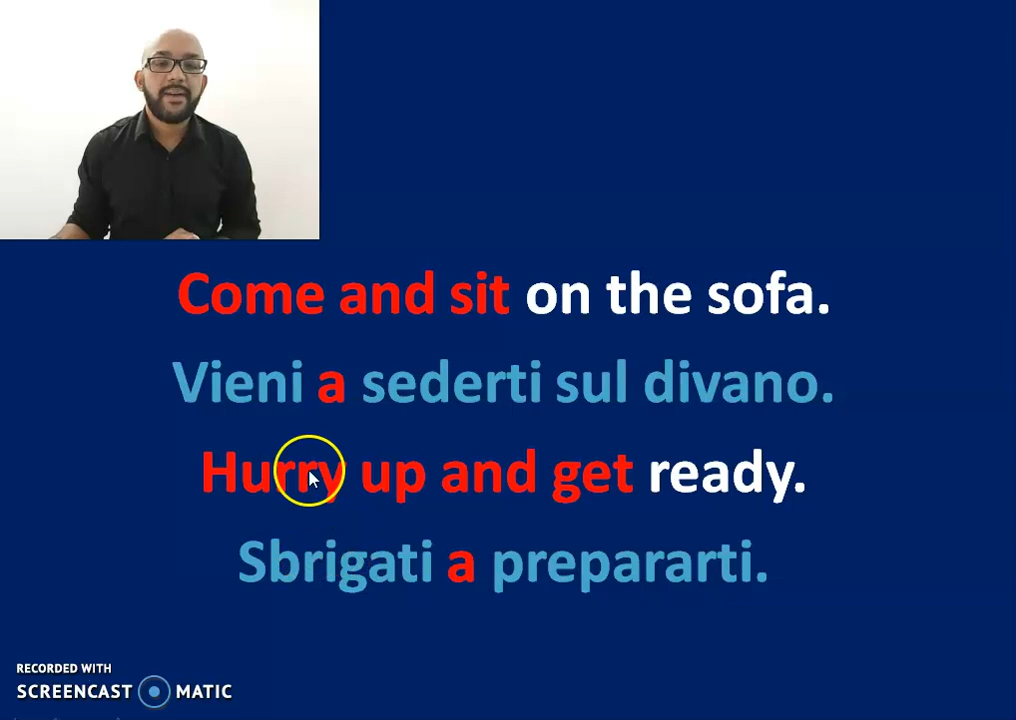 Come and sit on the sofa.
Vieni a sederti sul divano.
Hurry up and get ready.
Sbrigati a prepararti.
RECORDED WITH
SCREENCAST MATIC